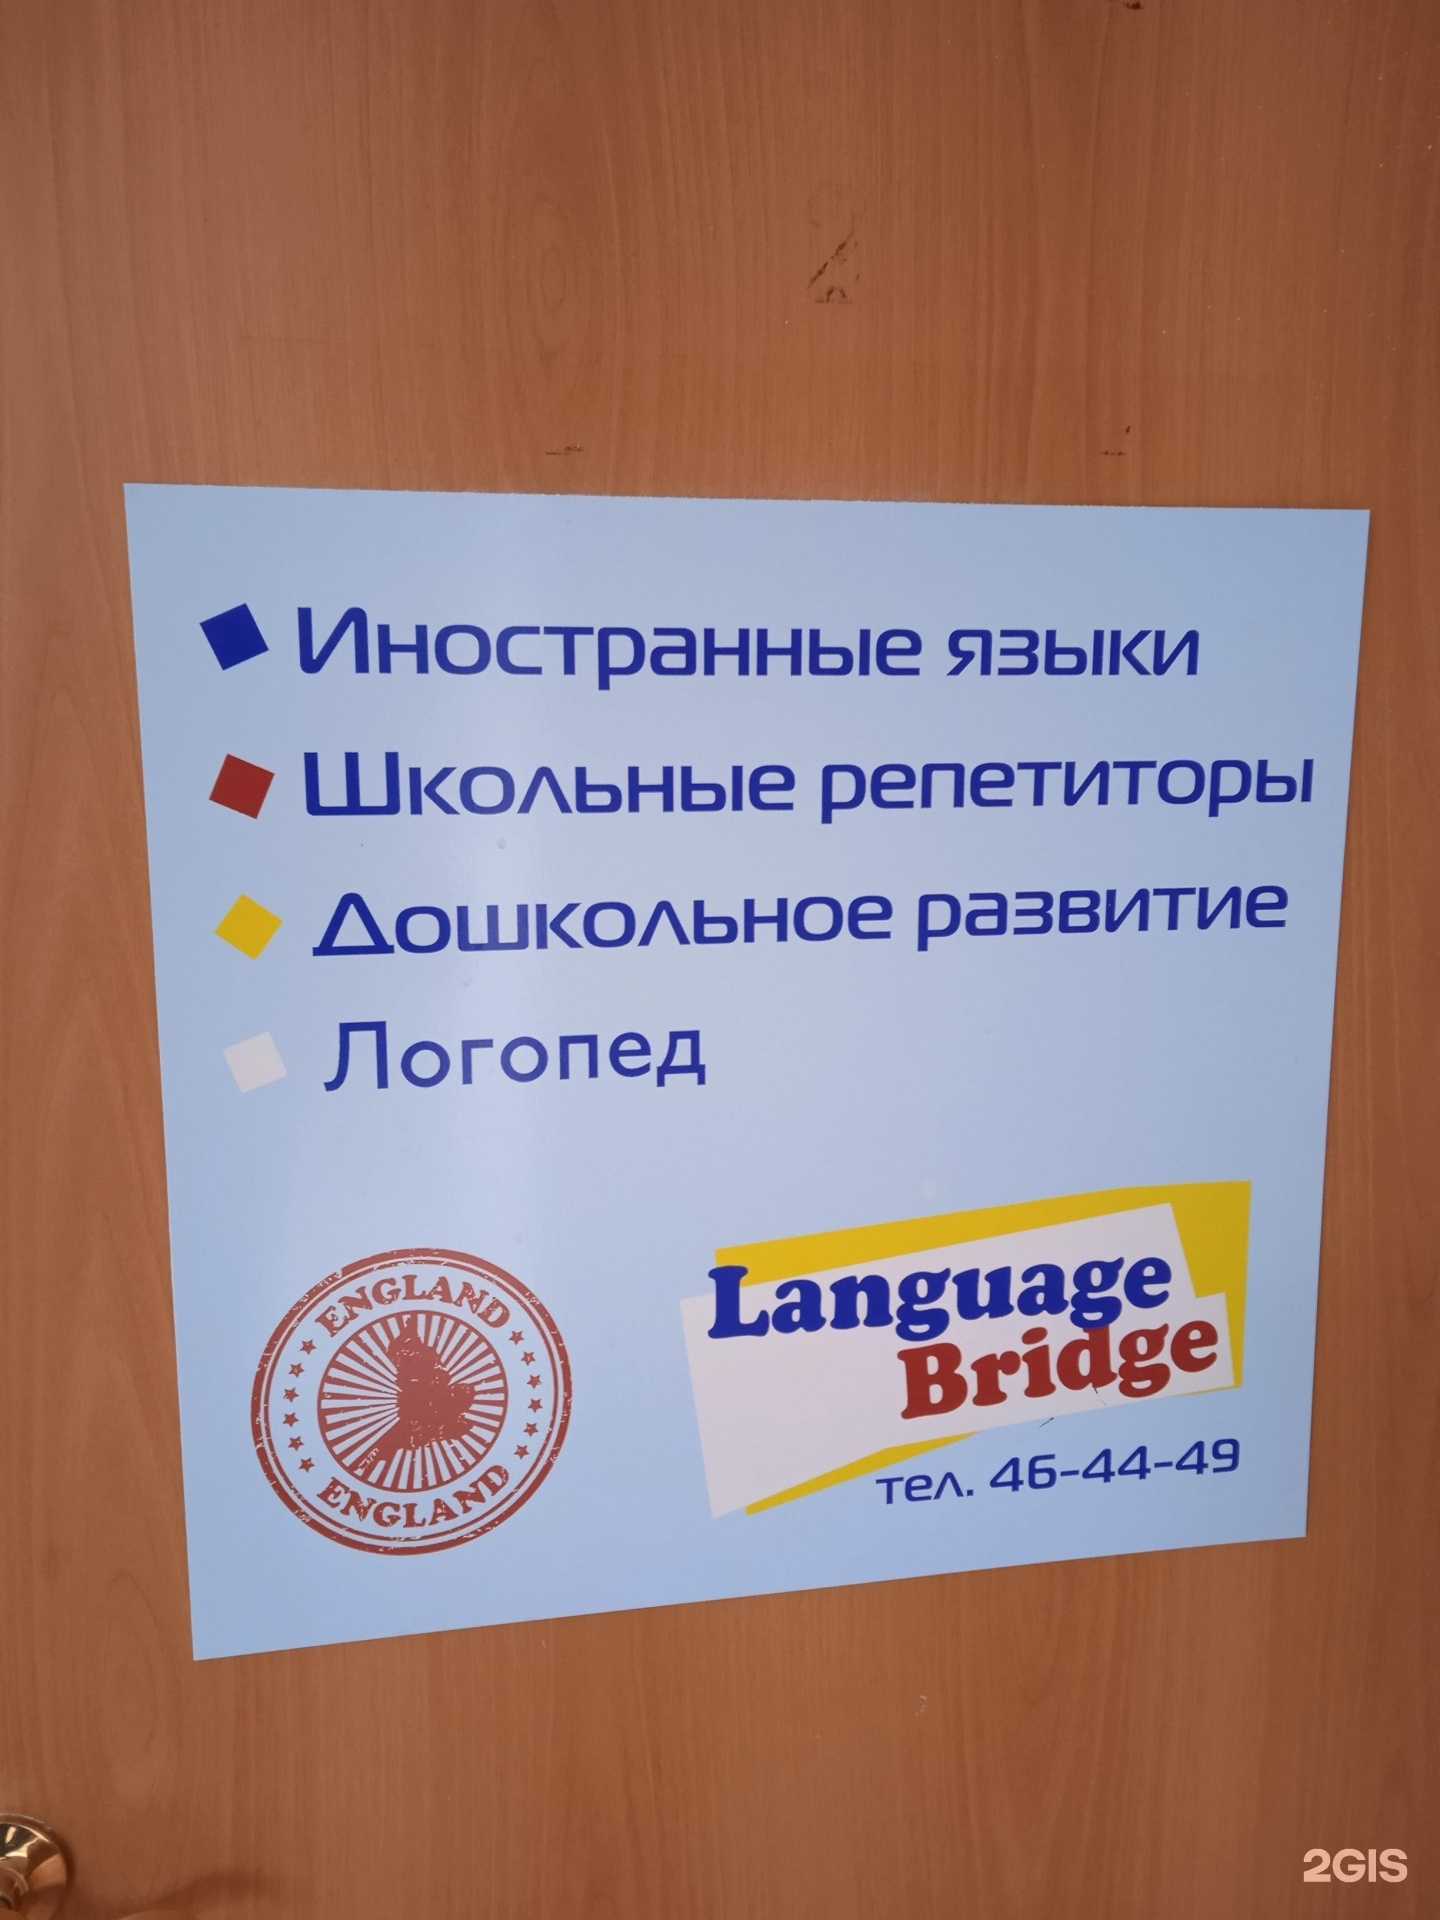 Иностранные языки
Школьные репетиторы
Дошкольное развитие
Логопед
ENGLAND
ENGLAND
Language
Bridge
тел. 46-44-49
2GIS